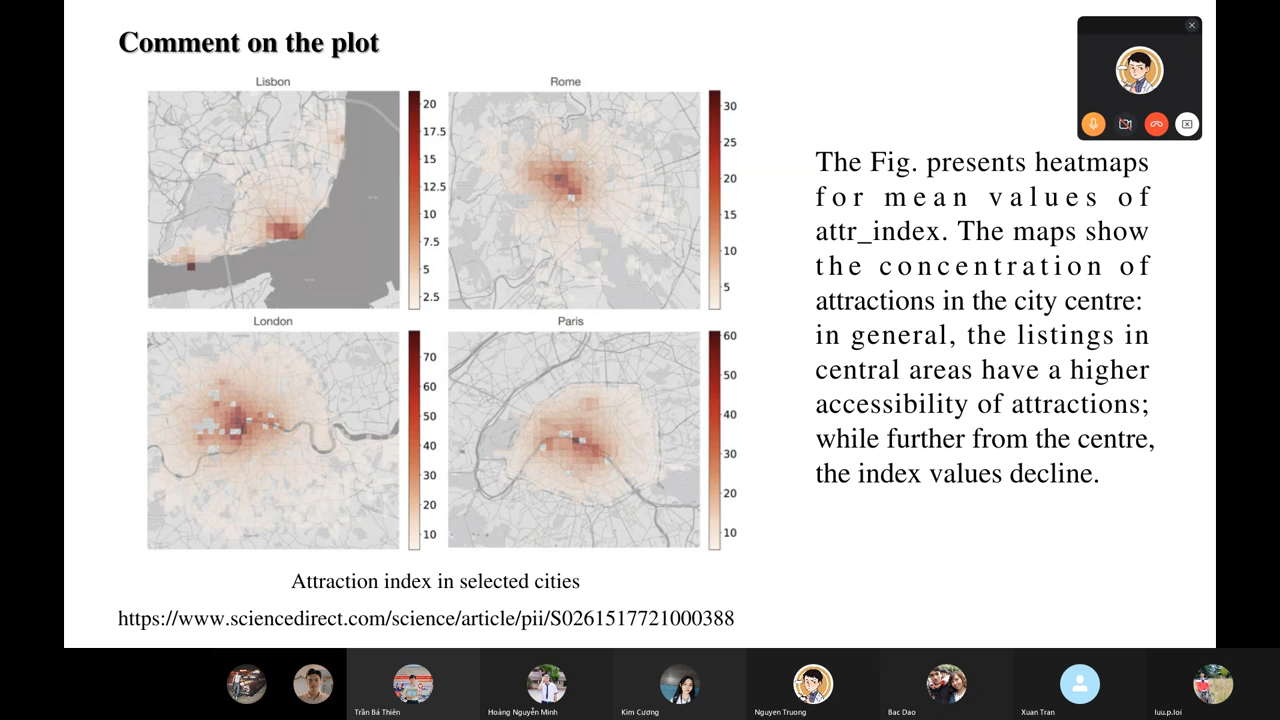 Comment on the plot
Lisbon
20
17.5
15
12.5
10
7.5
5
2.5
Rome
30
25
20
15
10
5
London
70
60
50
40
30
20
10
Paris
60
50
40
30
20
10
The Fig. presents heatmaps
for mean values of
attr_index. The maps show
the concentration of
attractions in the city centre:
in general, the listings in
central areas have a higher
accessibility of attractions;
while further from the centre,
the index values decline.
Attraction index in selected cities
https://www.sciencedirect.com/science/article/pii/S0261517721000388
Trần Bá Thiên
Hoàng Nguyễn Minh
Kim Cương
Nguyen Truong
Bac Dao
Xuan Tran
luu.p.loi